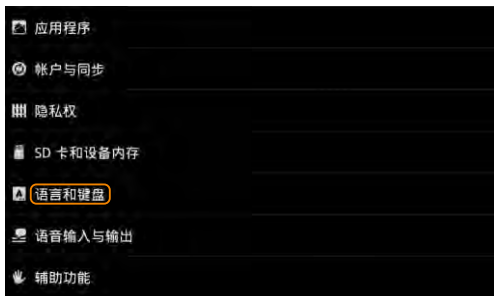 应用程序
帐户与同步
隐私权
SD 卡和设备内存
语言和键盘
语音输入与输出
辅助功能